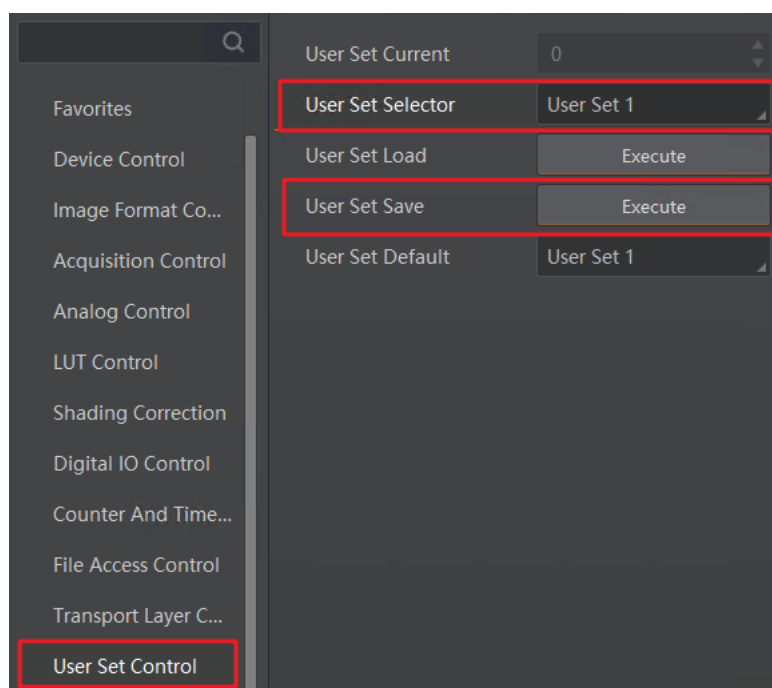 Favorites
Device Control
Image Format Co...
Acquisition Control
Analog Control
LUT Control
Shading Correction
Digital IO Control
Counter And Time...
File Access Control
Transport Layer C...
User Set Control
User Set Current 0
User Set Selector User Set 1
User Set Load Execute
User Set Save Execute
User Set Default User Set 1